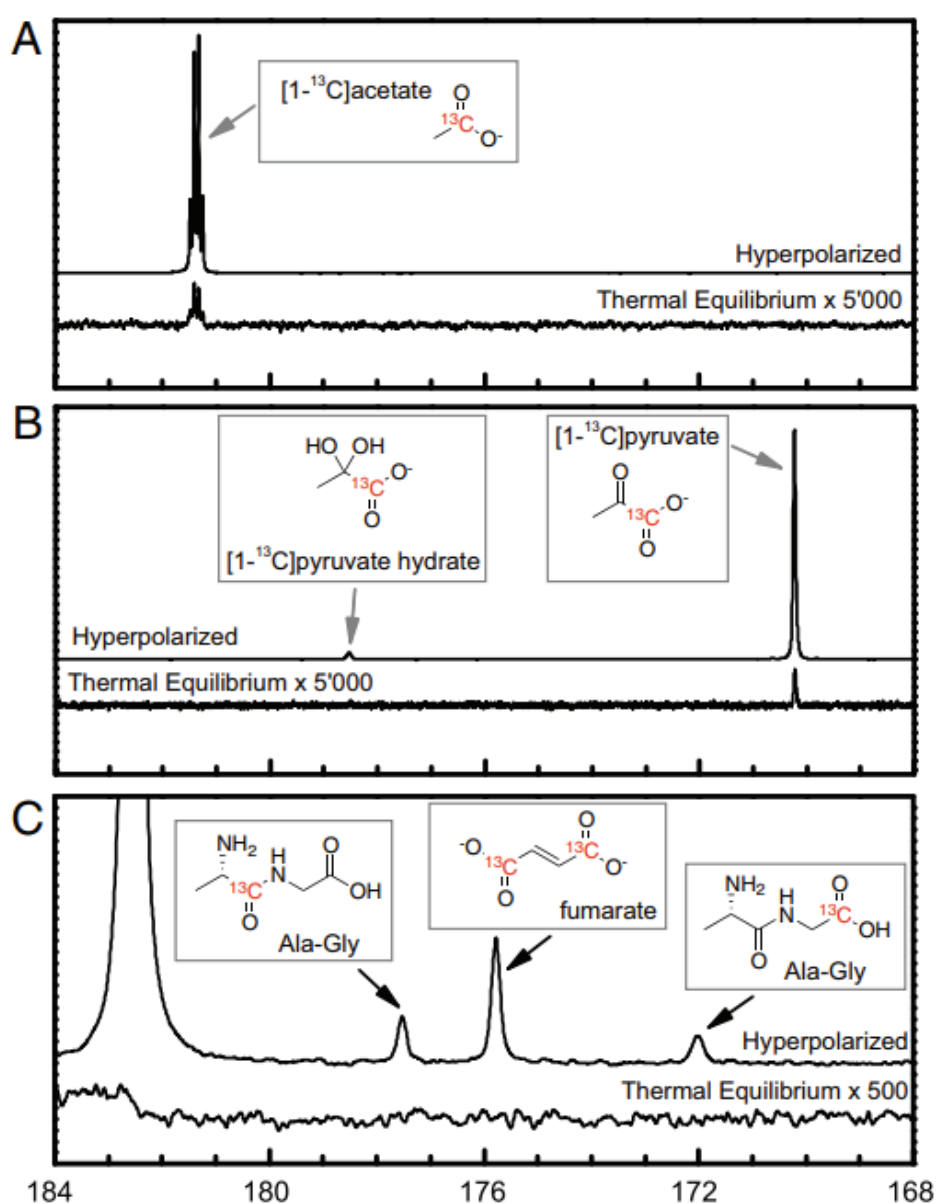 A
[1-¹³C]acetate
O
¹³C
O⁻
Hyperpolarized
Thermal Equilibrium x 5'000
B
HO OH
¹³C
O⁻
O
[1-¹³C]pyruvate hydrate
[1-¹³C]pyruvate
O
¹³C
O⁻
O
Hyperpolarized
Thermal Equilibrium x 5'000
C
NH₂
H
N
O
¹³C
OH
O
Ala-Gly
O
⁻O
¹³C
¹³C
O⁻
O
fumarate
NH₂
H
N
O
¹³C
OH
O
Ala-Gly
Hyperpolarized
Thermal Equilibrium x 500
184 180 176 172 168